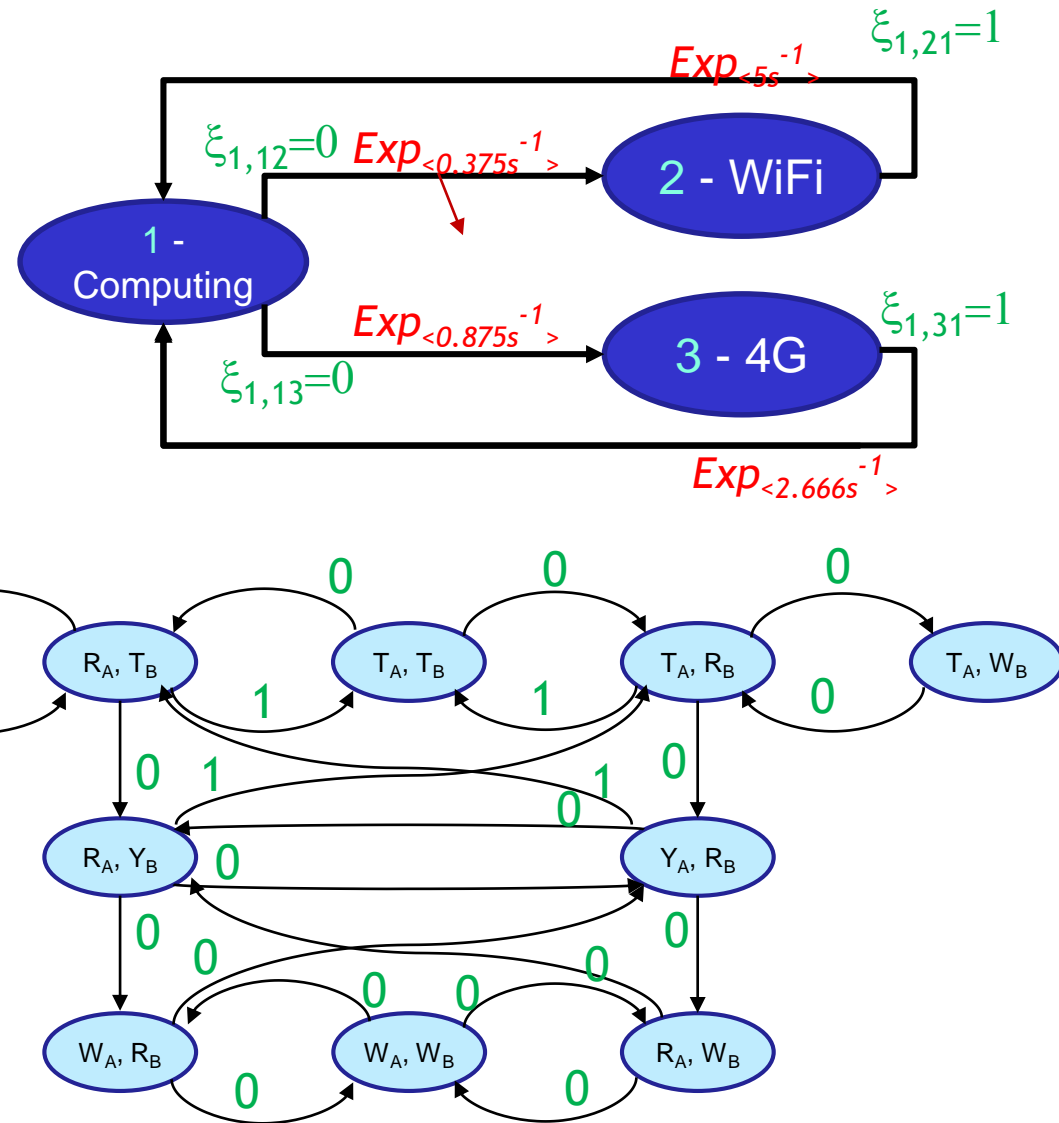 ξ1,21=1
Exp<5s-1>
ξ1,12=0
Exp<0.375s-1>
2 - WiFi
1 -
Computing
Exp<0.875s-1>
ξ1,31=1
3 - 4G
ξ1,13=0
Exp<2.666s-1>
0 0 0
RA, TB TA, TB TA, RB TA, WB
1 1 0
0 1 1 0
0
RA, YB 0 YA, RB
0 0 0 0
0 0
WA, RB WA, WB RA, WB
0 0